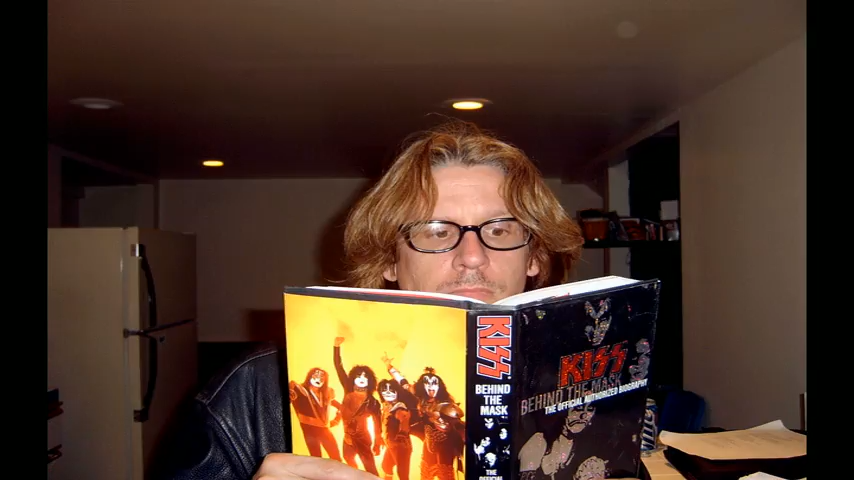 KISS
BEHIND
THE
MASK
THE
OFFICIAL
KISS
BEHIND THE MASK
THE OFFICIAL AUTHORIZED BIOGRAPHY